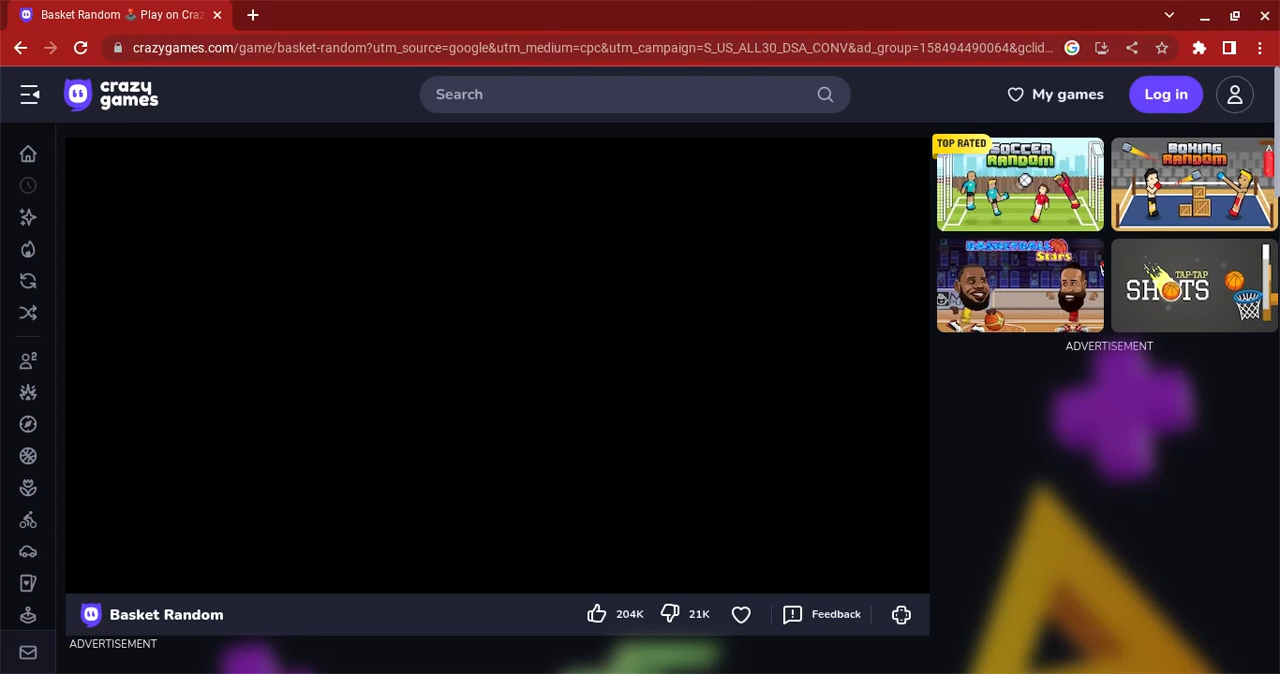 Basket Random 🕹️ Play on Craz
crazygames.com/game/basket-random?utm_source=google&utm_medium=cpc&utm_campaign=S_US_ALL30_DSA_CONV&ad_group=158494490064&gclid...
crazy
games
Search
My games
Log in
TOP RATED
SOCCER
RANDOM
BOXING
RANDOM
BASKETBALL
Stars
TAP-TAP
SHOTS
ADVERTISEMENT
Basket Random
204K
21K
Feedback
ADVERTISEMENT